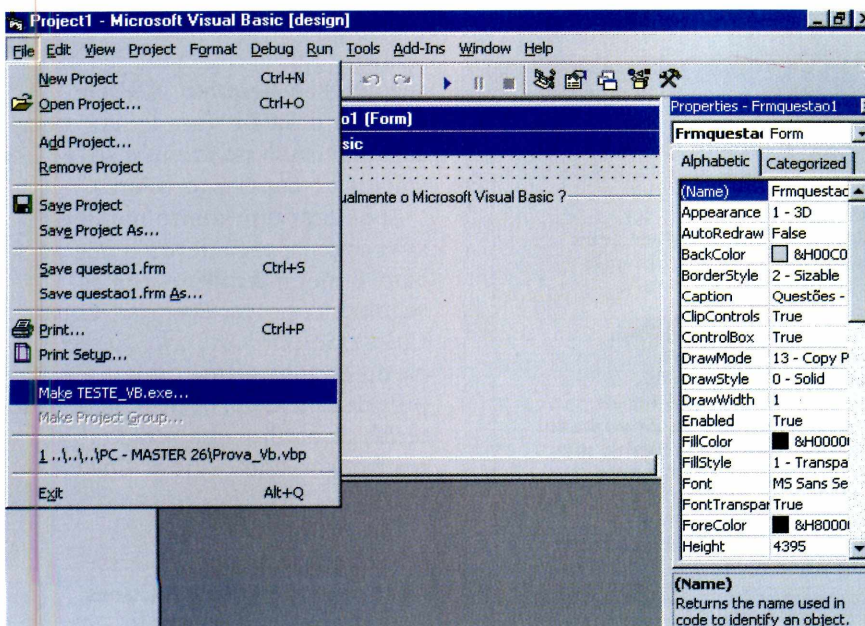 Project1 - Microsoft Visual Basic [design]
File Edit View Project Format Debug Run Tools Add-Ins Window Help
New Project Ctrl+N
Open Project... Ctrl+O
Add Project...
Remove Project
Save Project
Save Project As...
Save questao1.frm Ctrl+S
Save questao1.frm As...
Print... Ctrl+P
Print Setup...
Make TESTE_VB.exe...
Make Project Group...
1 ..\..\..\PC - MASTER 26\Prova_Vb.vbp
Exit Alt+Q
o1 (Form)
sic
ualmente o Microsoft Visual Basic ?
Properties - Frmquestao1
Frmquesta Form
Alphabetic Categorized
(Name) Frmquestac
Appearance 1 - 3D
AutoRedraw False
BackColor &H00C0
BorderStyle 2 - Sizable
Caption Questões -
ClipControls True
ControlBox True
DrawMode 13 - Copy P
DrawStyle 0 - Solid
DrawWidth 1
Enabled True
FillColor &H0000
FillStyle 1 - Transpa
Font MS Sans Se
FontTranspar True
ForeColor &H8000
Height 4395
(Name)
Returns the name used in
code to identify an object.